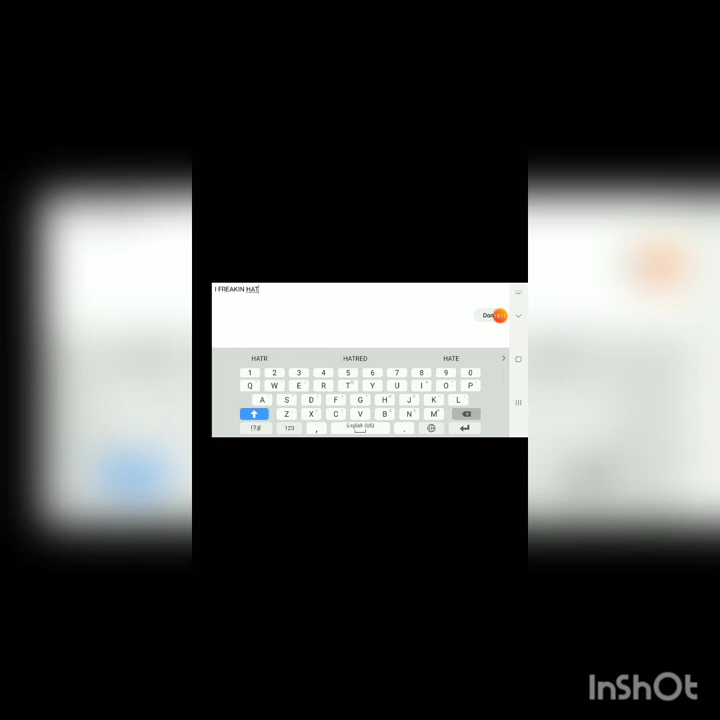 I FREAKIN HAT
HATR HATRED HATE
1 2 3 4 5 6 7 8 9 0
Q W E R T Y U I O P
A S D F G H J K L
Z X C V B N M
!?# 123 , English (US) .
InShOt